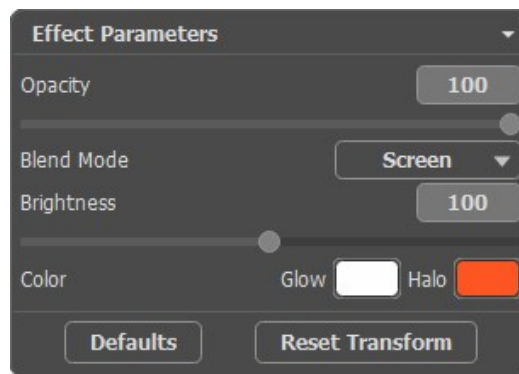 Effect Parameters
Opacity 100
Blend Mode Screen
Brightness 100
Color Glow Halo
Defaults Reset Transform